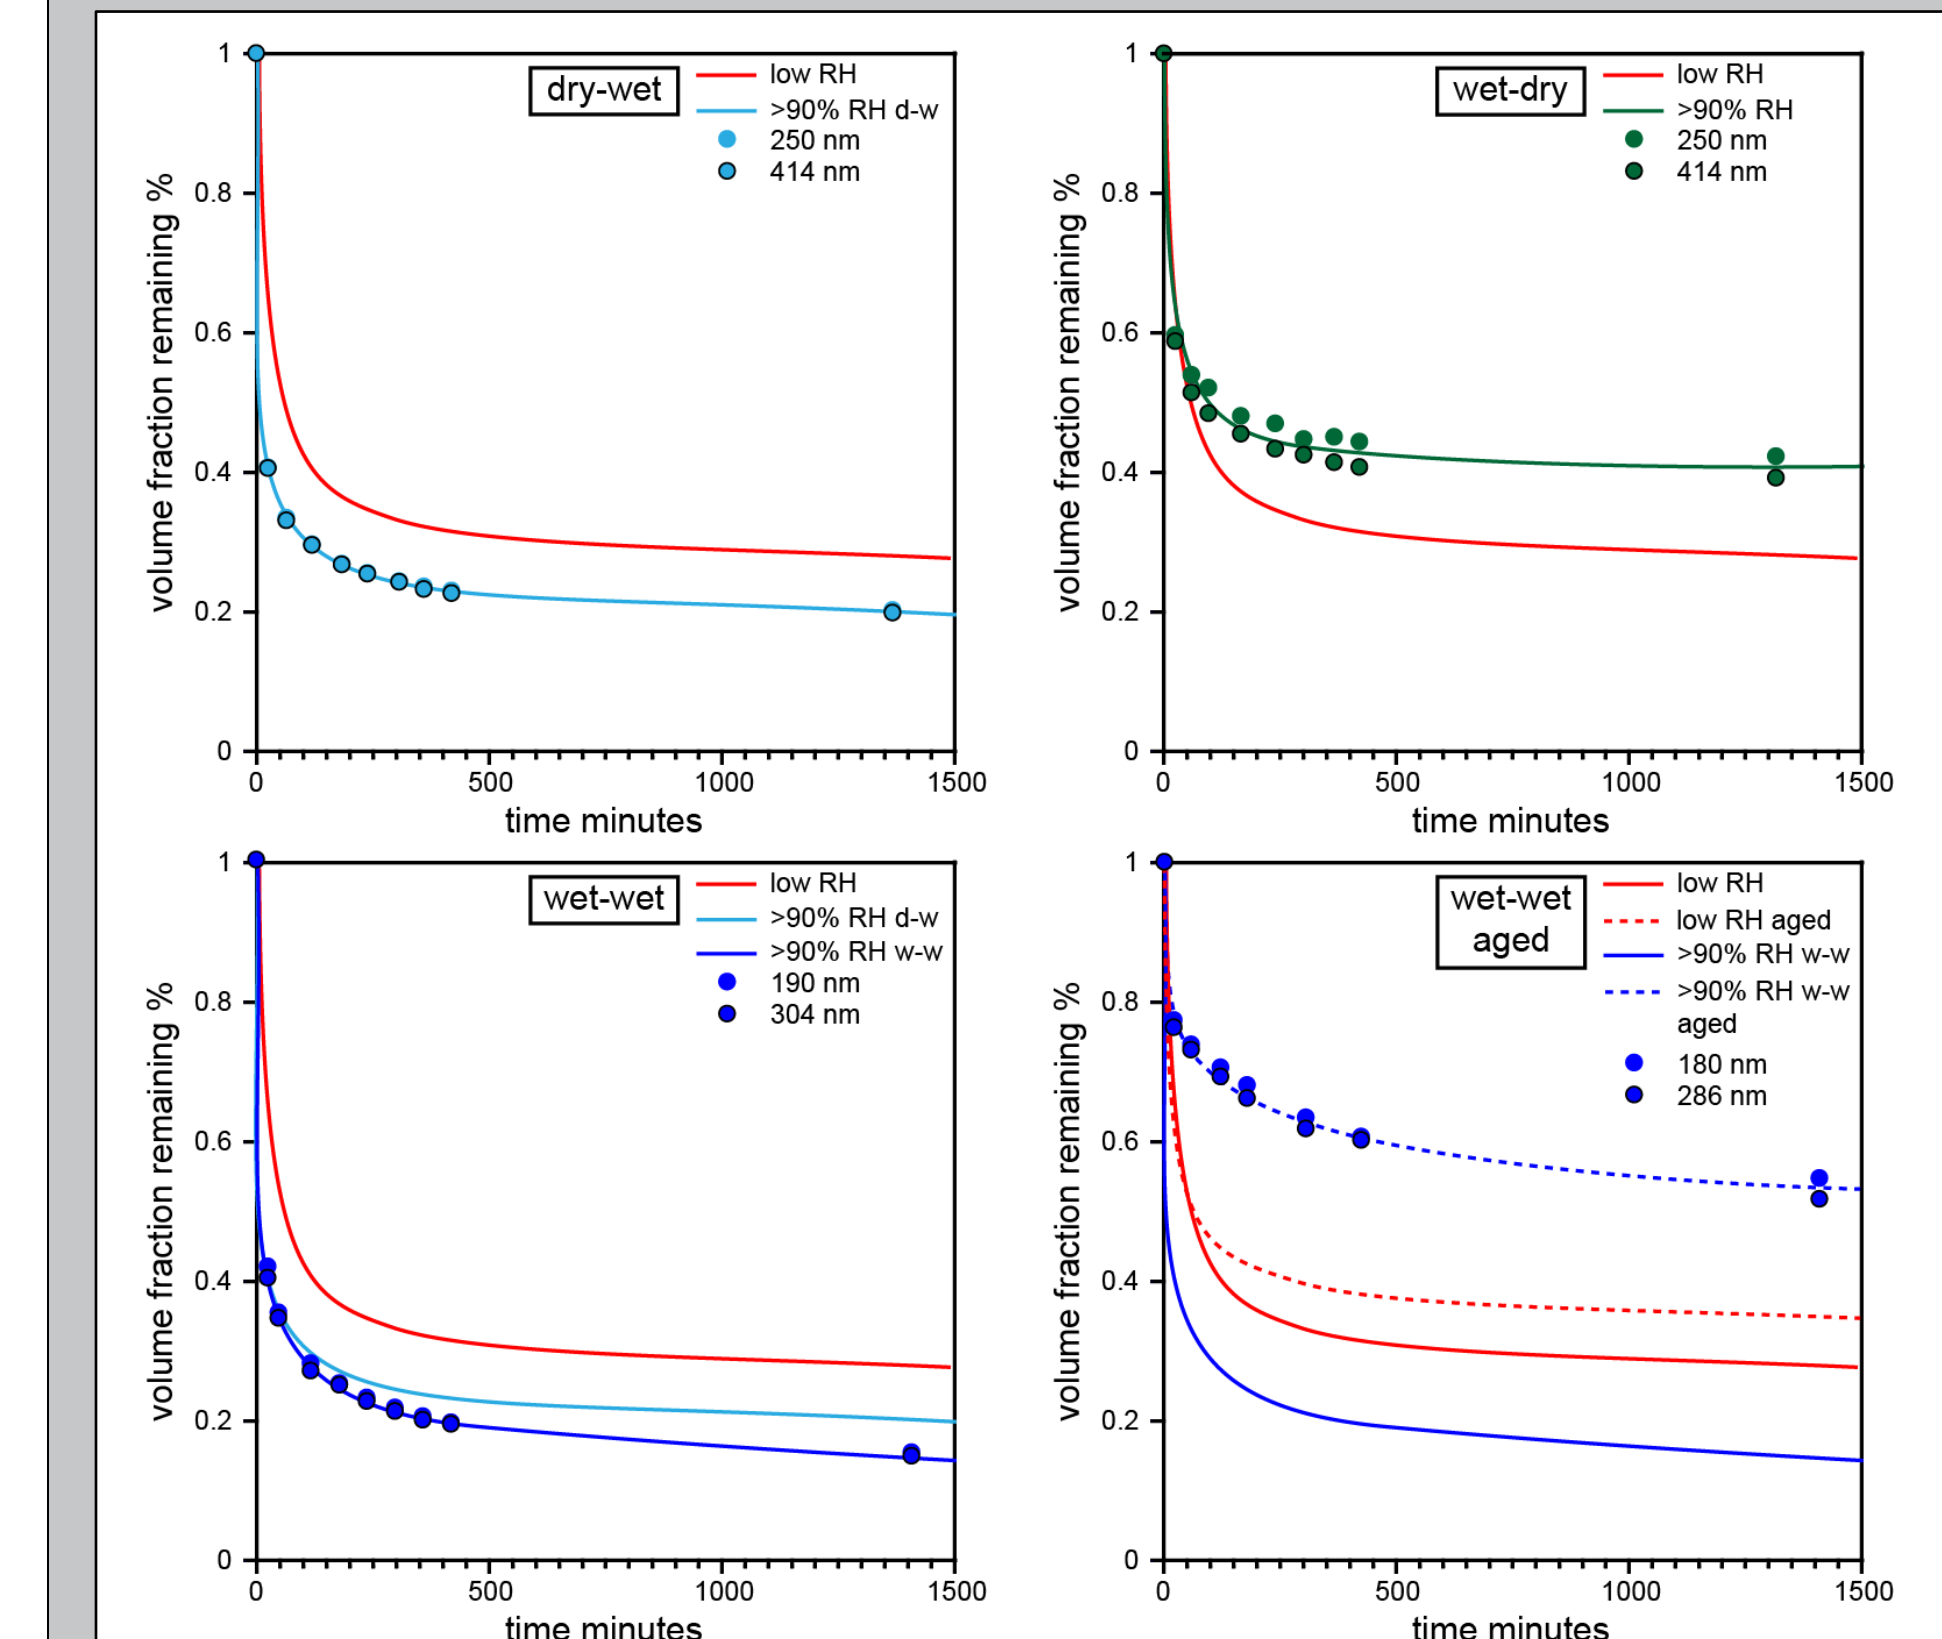 dry-wet
low RH
>90% RH d-w
250 nm
414 nm
1
0.8
0.6
0.4
0.2
0
volume fraction remaining %
0 500 1000 1500
time minutes
wet-dry
low RH
>90% RH
250 nm
414 nm
1
0.8
0.6
0.4
0.2
0
volume fraction remaining %
0 500 1000 1500
time minutes
wet-wet
low RH
>90% RH d-w
>90% RH w-w
190 nm
304 nm
1
0.8
0.6
0.4
0.2
0
volume fraction remaining %
0 500 1000 1500
time minutes
wet-wet
aged
low RH
low RH aged
>90% RH w-w
>90% RH w-w
aged
180 nm
286 nm
1
0.8
0.6
0.4
0.2
0
volume fraction remaining %
0 500 1000 1500
time minutes